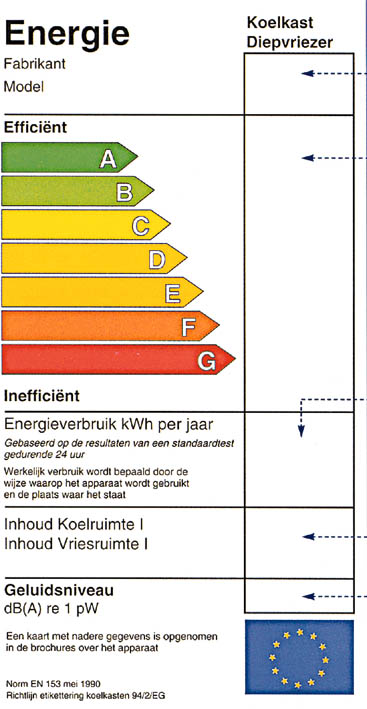 Energie
Koelkast
Diepvriezer
Fabrikant
Model
Efficiënt
A
B
C
D
E
F
G
Inefficiënt
Energieverbruik kWh per jaar
Gebaseerd op de resultaten van een standaardtest
gedurende 24 uur
Werkelijk verbruik wordt bepaald door de
wijze waarop het apparaat wordt gebruikt
en de plaats waar het staat
Inhoud Koelruimte l
Inhoud Vriesruimte l
Geluidsniveau
dB(A) re 1 pW
Een kaart met nadere gegevens is opgenomen
in de brochures over het apparaat
Norm EN 153 mei 1990
Richtlijn etikettering koelkasten 94/2/EG